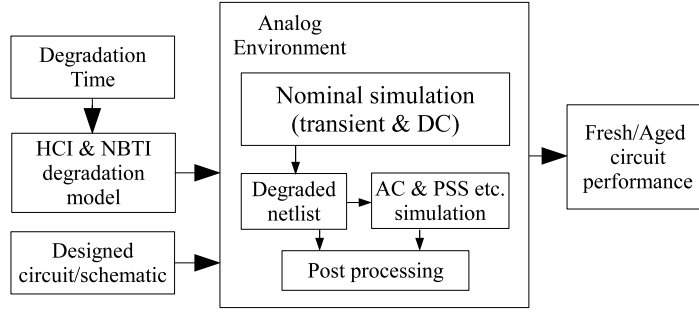 Degradation
Time
HCI & NBTI
degradation
model
Designed
circuit/schematic
Analog
Environment
Nominal simulation
(transient & DC)
Degraded
netlist
AC & PSS etc.
simulation
Post processing
Fresh/Aged
circuit
performance